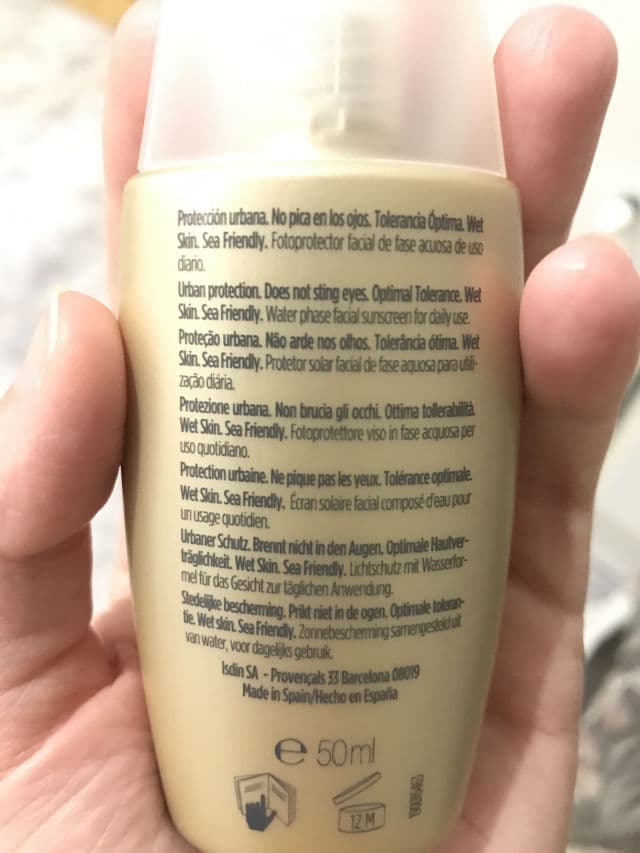 Protección urbana. No pica en los ojos. Tolerancia Óptima. Wet
Skin. Sea Friendly. Fotoprotector facial de fase acuosa de uso
diario.
Urban protection. Does not sting eyes. Optimal Tolerance. Wet
Skin. Sea Friendly. Water phase facial sunscreen for daily use.
Proteção urbana. Não arde nos olhos. Tolerância ótima. Wet
Skin. Sea Friendly. Protetor solar facial de fase aquosa para utili-
zação diária.
Protezione urbana. Non brucia gli occhi. Ottima tollerabilità.
Wet Skin. Sea Friendly. Fotoprotettore viso in fase acquosa per
uso quotidiano.
Protection urbaine. Ne pique pas les yeux. Tolérance optimale.
Wet Skin. Sea Friendly. Écran solaire facial composé d'eau pour
un usage quotidien.
Urbaner Schutz. Brennt nicht in den Augen. Optimale Hautver-
träglichkeit. Wet Skin. Sea Friendly. Lichtschutz mit Wasserfor-
mel für das Gesicht zur täglichen Anwendung.
Stedelijke bescherming. Prikt niet in de ogen. Optimale toleran-
tie. Wet skin. Sea Friendly. Zonnebescherming samengesteld uit
van water, voor dagelijks gebruik.
Isdin SA - Provençals 33 Barcelona 08019
Made in Spain/Hecho en España
e 50ml
12 M